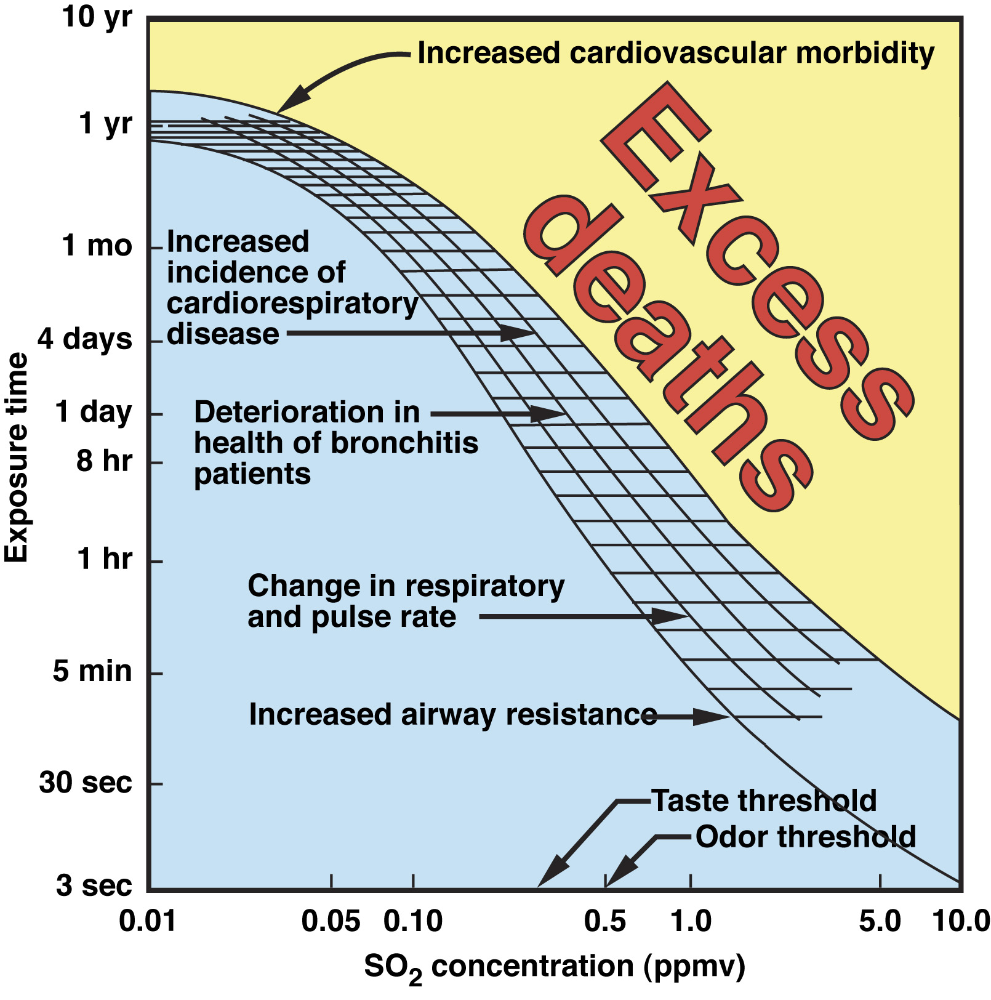 10 yr
Increased cardiovascular morbidity
1 yr
Excess
deaths
1 mo
Increased
incidence of
cardiorespiratory
disease
4 days
1 day
Deterioration in
health of bronchitis
patients
8 hr
Exposure time
1 hr
Change in respiratory
and pulse rate
5 min
Increased airway resistance
30 sec
Taste threshold
Odor threshold
3 sec
0.01 0.05 0.10 0.5 1.0 5.0 10.0
SO2 concentration (ppmv)